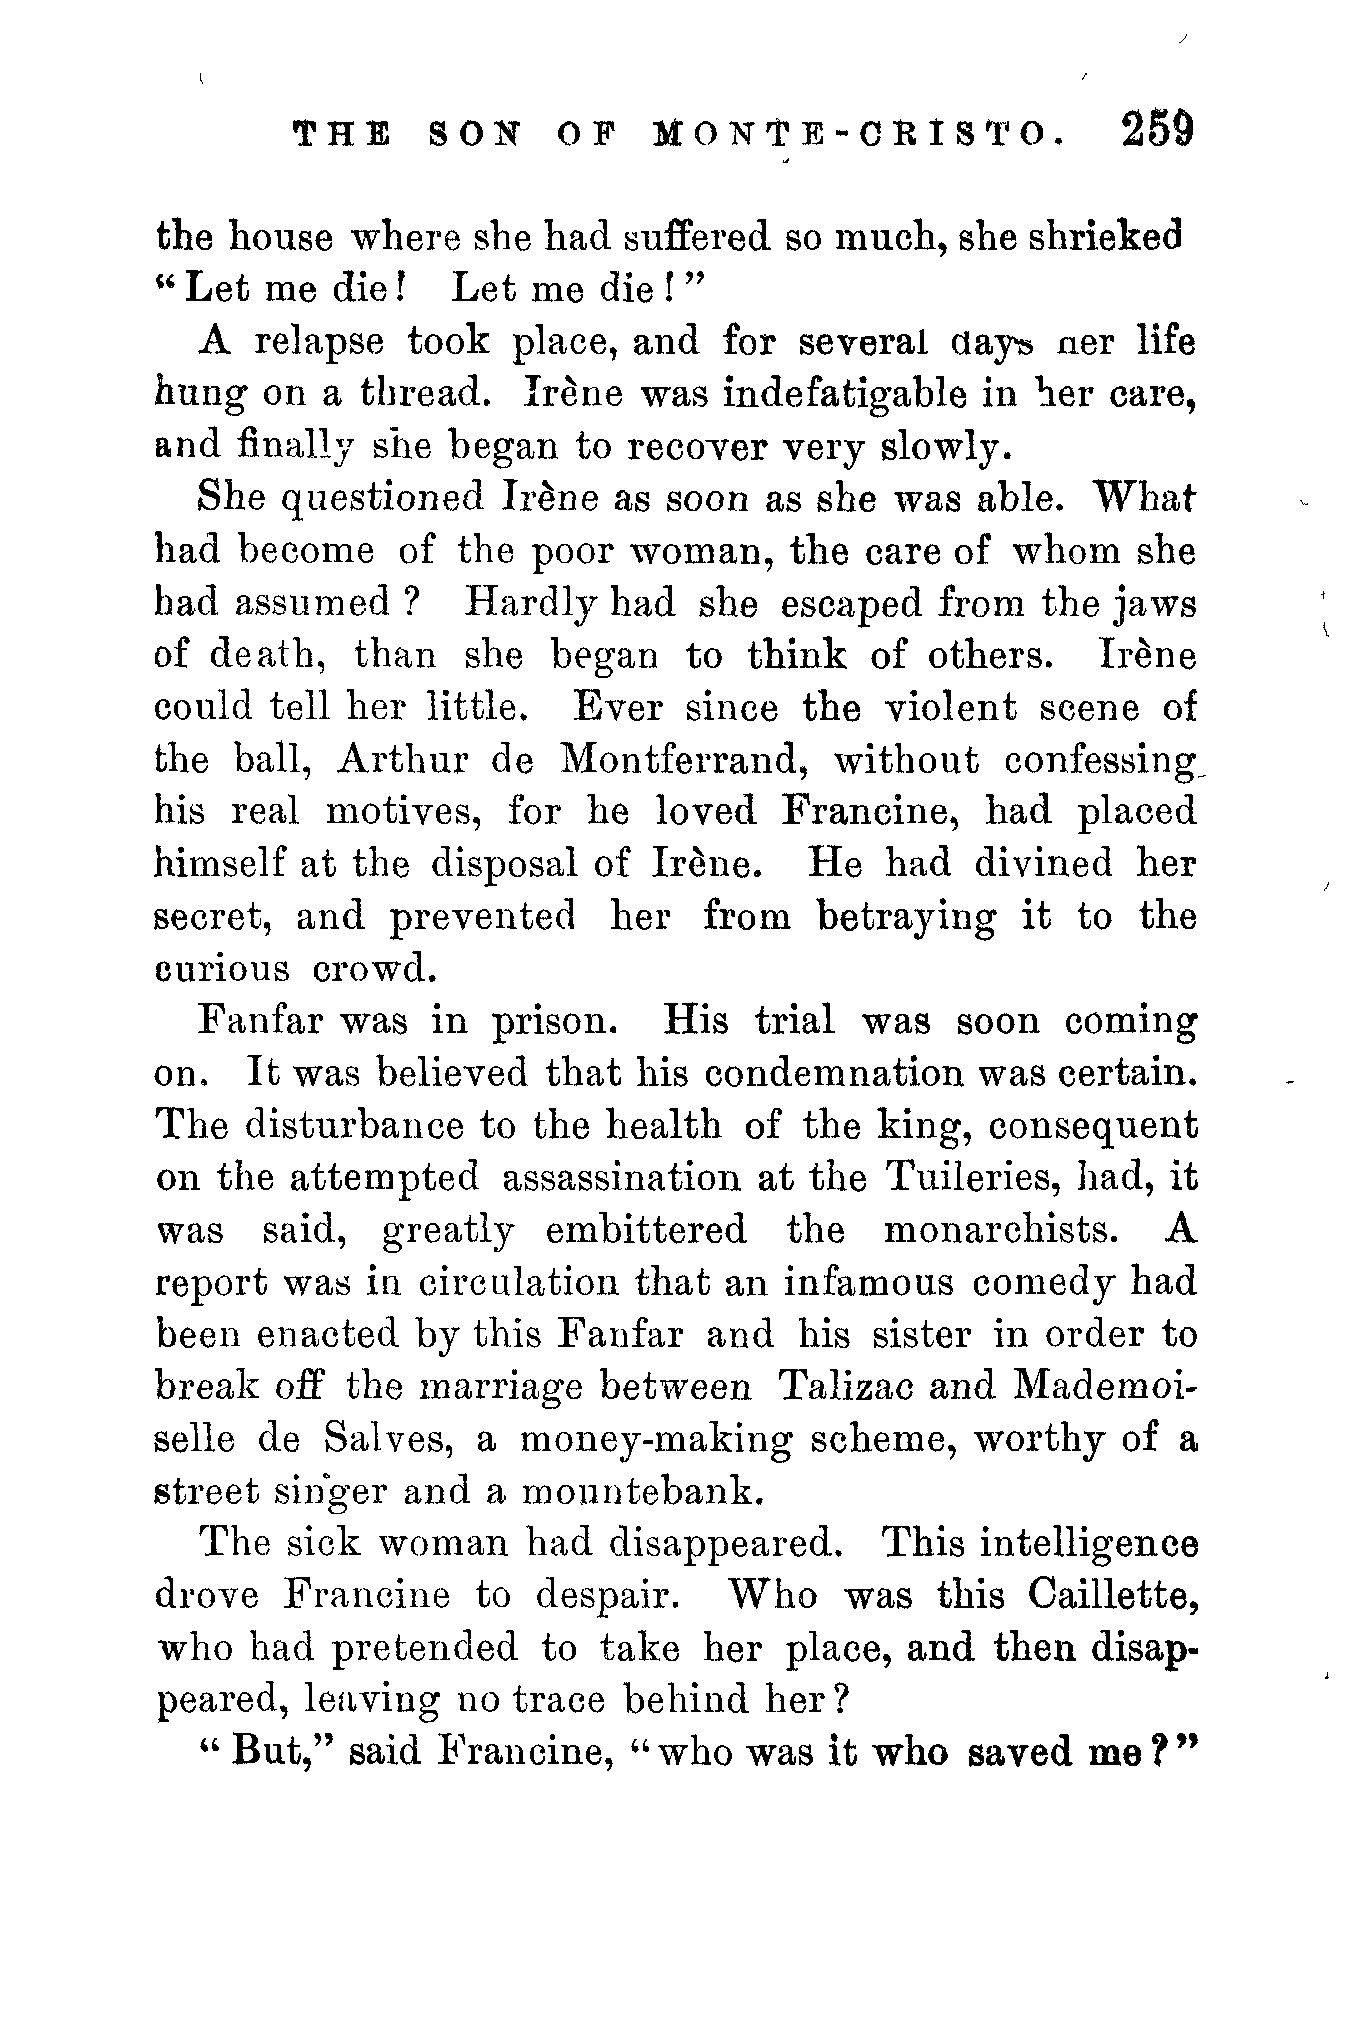 THE SON OF MONTE-CRISTO. 259
the house where she had suffered so much, she shrieked
“Let me die! Let me die!”
A relapse took place, and for several days her life
hung on a thread. Irène was indefatigable in her care,
and finally she began to recover very slowly.
She questioned Irène as soon as she was able. What
had become of the poor woman, the care of whom she
had assumed? Hardly had she escaped from the jaws
of death, than she began to think of others. Irène
could tell her little. Ever since the violent scene of
the ball, Arthur de Montferrand, without confessing
his real motives, for he loved Francine, had placed
himself at the disposal of Irène. He had divined her
secret, and prevented her from betraying it to the
curious crowd.
Fanfar was in prison. His trial was soon coming
on. It was believed that his condemnation was certain.
The disturbance to the health of the king, consequent
on the attempted assassination at the Tuileries, had, it
was said, greatly embittered the monarchists. A
report was in circulation that an infamous comedy had
been enacted by this Fanfar and his sister in order to
break off the marriage between Talizac and Mademoi-
selle de Salves, a money-making scheme, worthy of a
street singer and a mountebank.
The sick woman had disappeared. This intelligence
drove Francine to despair. Who was this Caillette,
who had pretended to take her place, and then disap-
peared, leaving no trace behind her?
“But,” said Francine, “who was it who saved me?”